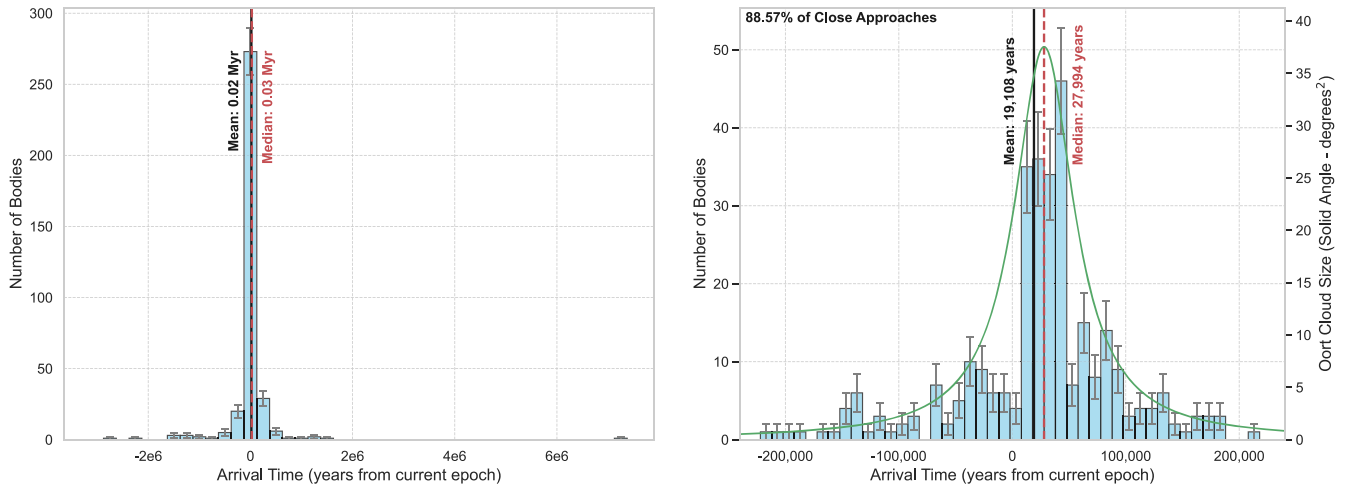 300
250
200
150
100
50
0
Number of Bodies
Mean: 0.02 Myr
Median: 0.03 Myr
-2e6
0
2e6
4e6
6e6
Arrival Time (years from current epoch)
88.57% of Close Approaches
50
40
30
20
10
0
Number of Bodies
Mean: 19,108 years
Median: 27,994 years
40
35
30
25
20
15
10
5
0
Oort Cloud Size (Solid Angle - degrees²)
-200,000
-100,000
0
100,000
200,000
Arrival Time (years from current epoch)